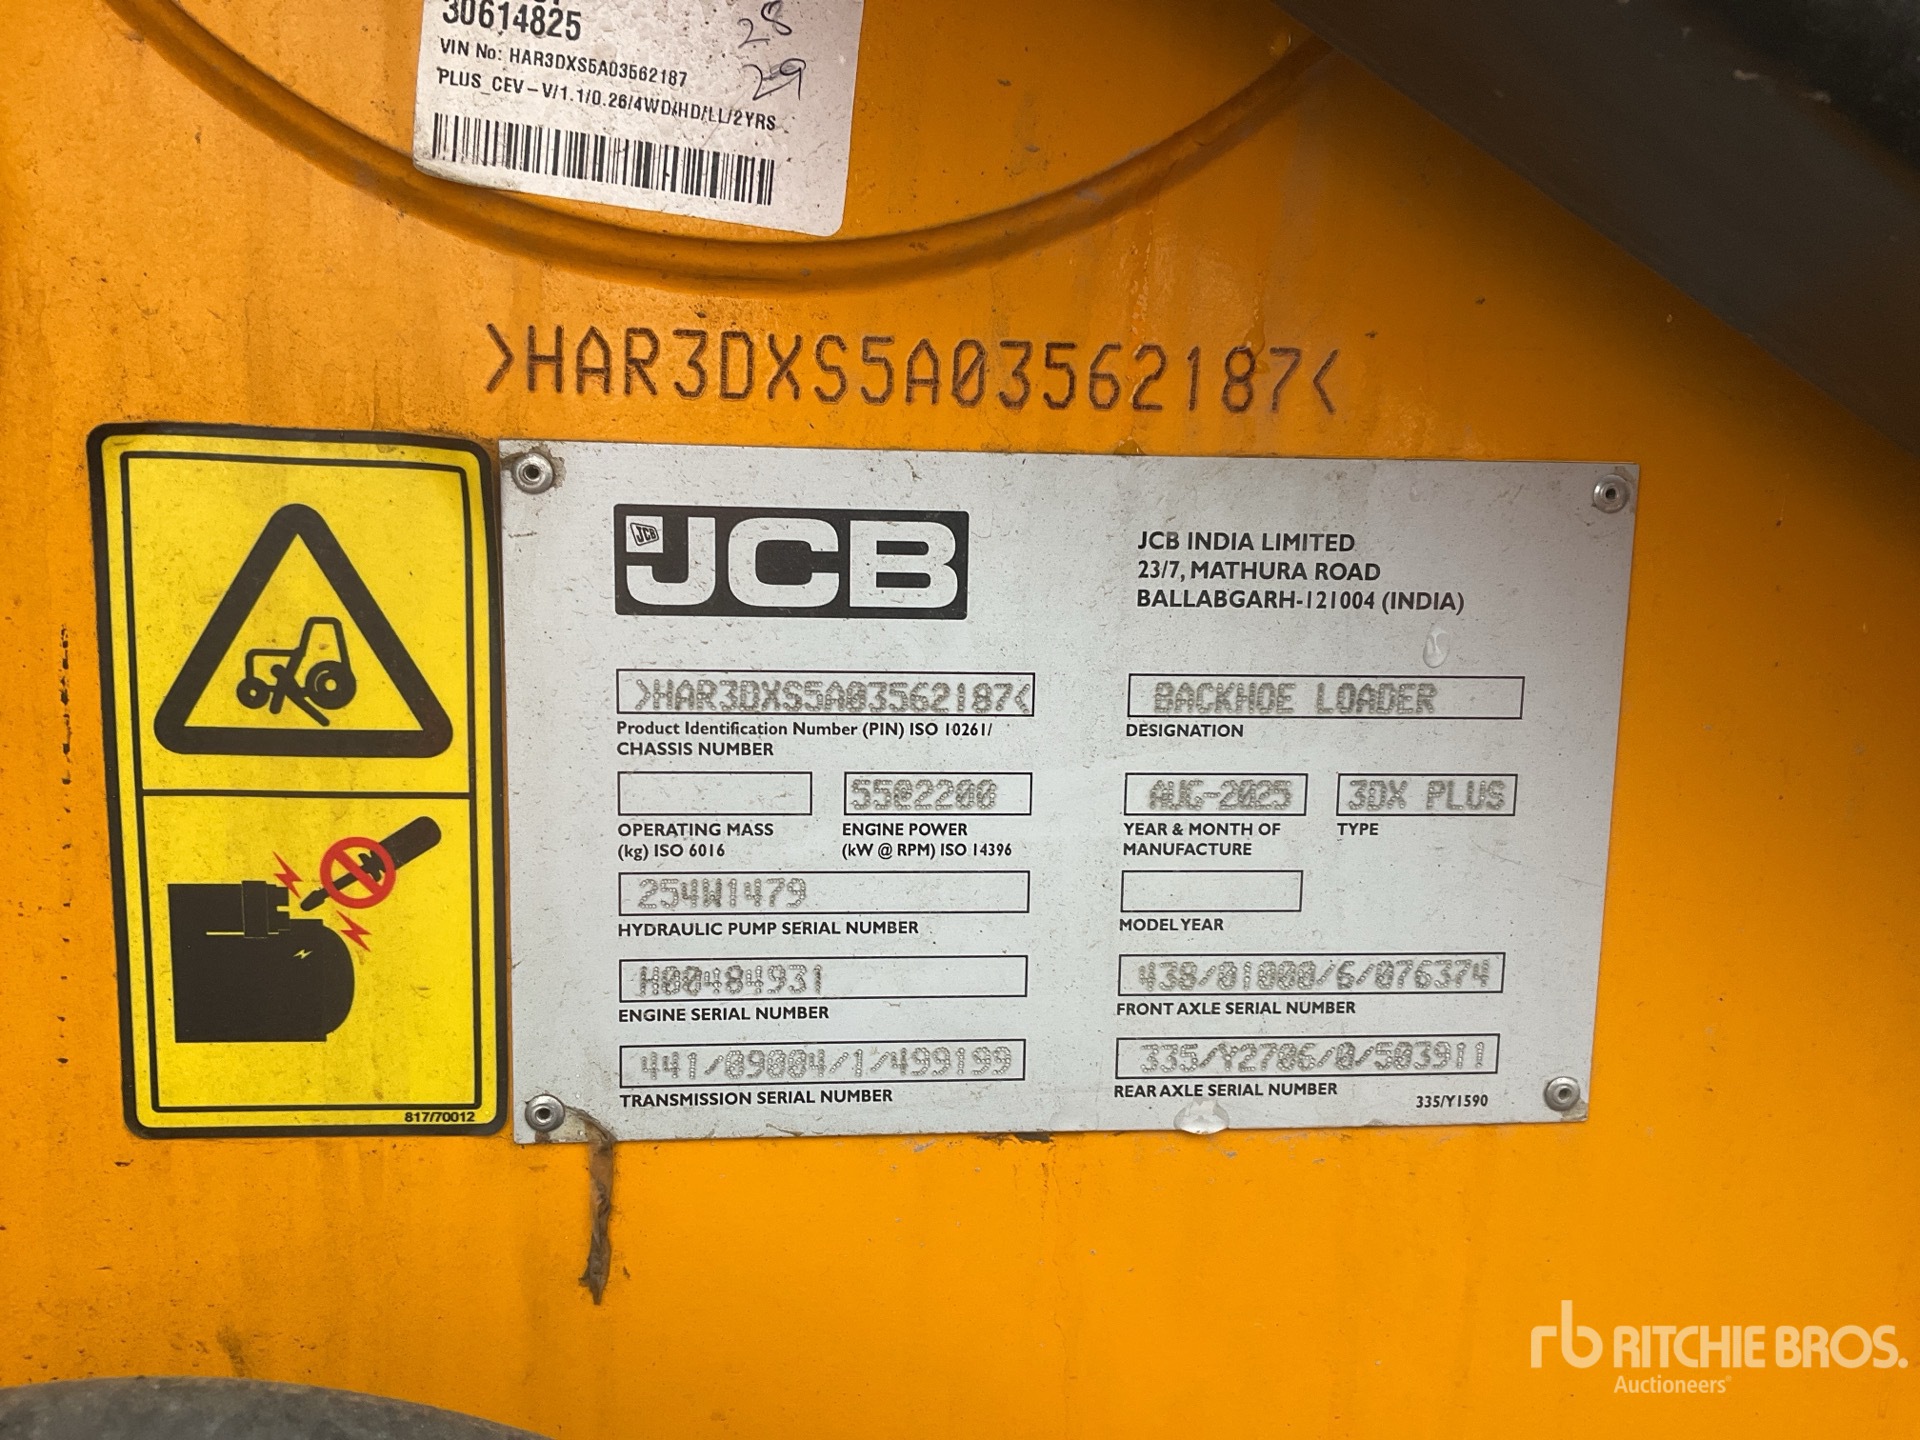 30614825
28
VIN No: HAR3DXS5A03562187
29
PLUS_CEV-V/1.1/0.26/4WD/HD/LL/2YRS
>HAR3DXS5A03562187<
JCB
JCB
JCB INDIA LIMITED
23/7, MATHURA ROAD
BALLABGARH-121004 (INDIA)
>HAR3DXS5A03562187<
Product Identification Number (PIN) ISO 10261/
CHASSIS NUMBER
BACKHOE LOADER
DESIGNATION
55@2200
OPERATING MASS
(kg) ISO 6016
ENGINE POWER
(kW @ RPM) ISO 14396
AUG-2025
YEAR & MONTH OF
MANUFACTURE
3DX PLUS
TYPE
254W1479
HYDRAULIC PUMP SERIAL NUMBER
MODEL YEAR
H00484931
ENGINE SERIAL NUMBER
438/01000/6/076374
FRONT AXLE SERIAL NUMBER
441/09004/1/499199
TRANSMISSION SERIAL NUMBER
335/Y2706/0/503911
REAR AXLE SERIAL NUMBER
335/Y1590
817/70012
rb RITCHIE BROS.
Auctioneers